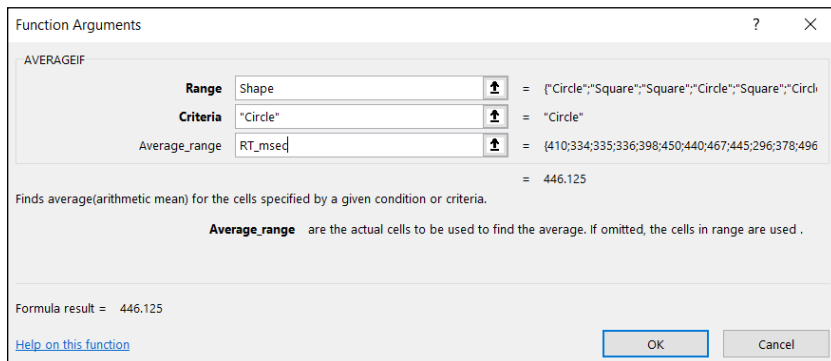 Function Arguments ? ×
AVERAGEIF
Range Shape = {"Circle";"Square";"Square";"Circle";"Square";"Circl
Criteria "Circle" = "Circle"
Average_range RT_msec = {410;334;335;336;398;450;440;467;445;296;378;496
= 446.125
Finds average(arithmetic mean) for the cells specified by a given condition or criteria.
Average_range are the actual cells to be used to find the average. If omitted, the cells in range are used .
Formula result = 446.125
Help on this function OK Cancel